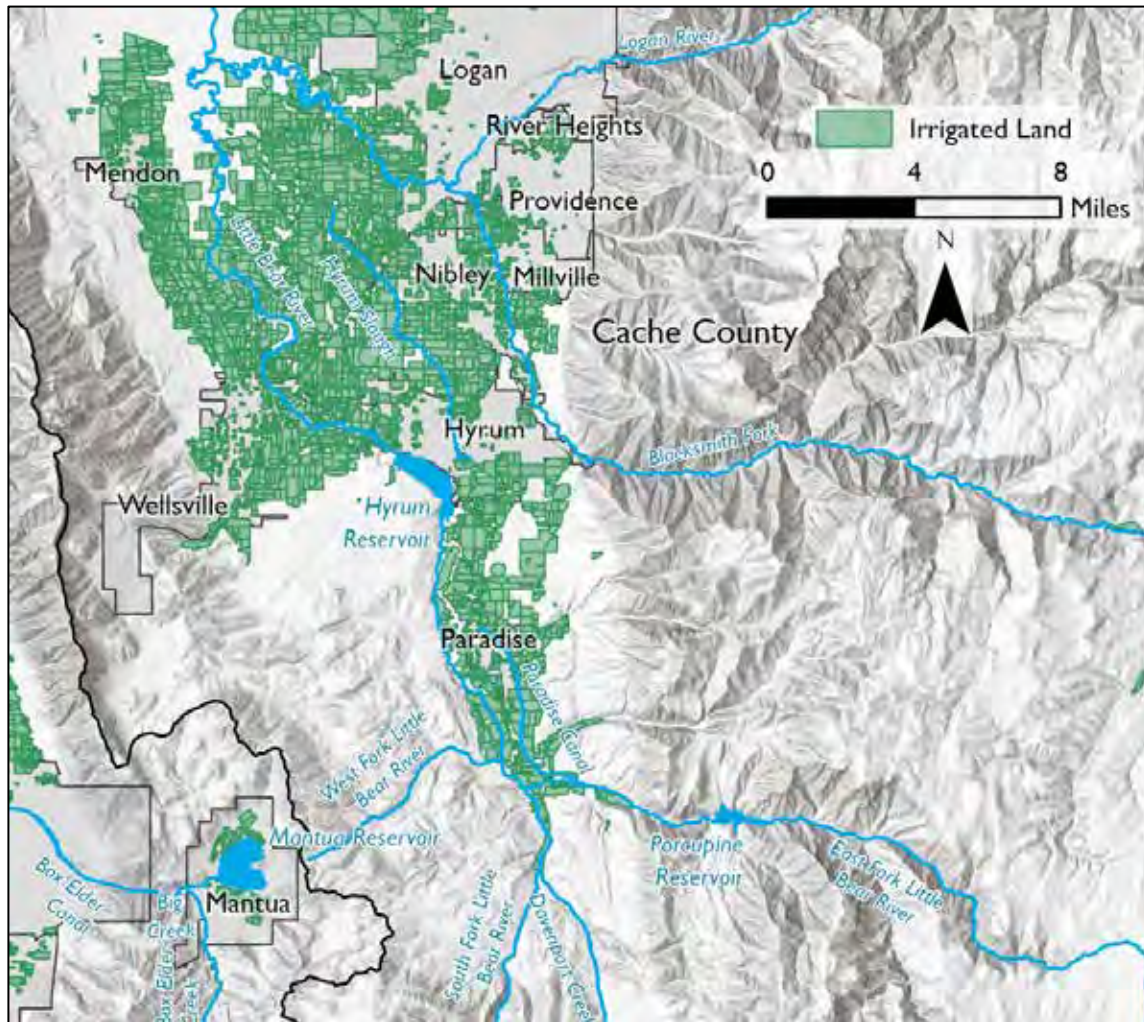 Logan River
Logan
River Heights
Irrigated Land
0 4 8
Miles
Mendon
Providence
N
Little Bear River
Hyrum Slough
Nibley
Millville
Cache County
Hyrum
Blacksmith Fork
Wellsville
Hyrum
Reservoir
Paradise
Paradise Canal
West Fork Little
Bear River
Mantua Reservoir
Porcupine
Reservoir
East Fork Little
Bear River
Box Elder
Canal
Big
Creek
Mantua
South Fork Little
Bear River
Davenport Creek
Box Elder
Creek